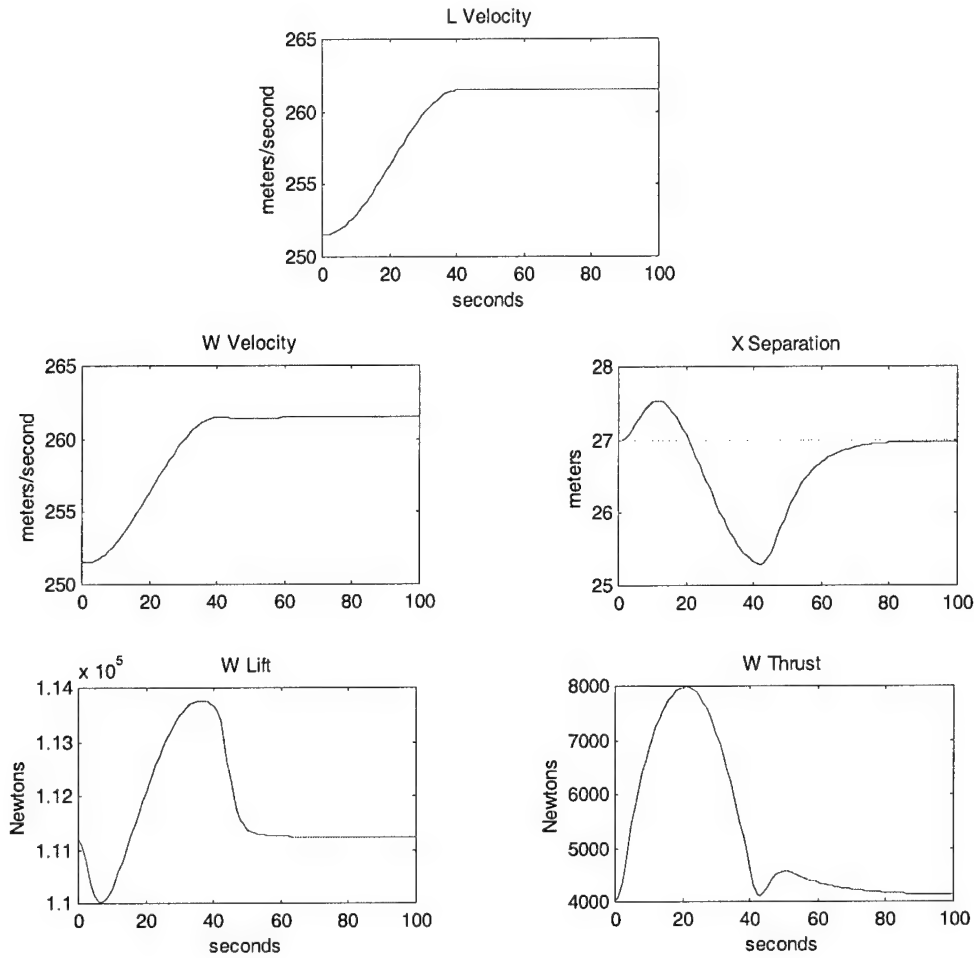 L Velocity
265
260
255
250
meters/second
0 20 40 60 80 100
seconds
W Velocity
265
260
255
250
meters/second
0 20 40 60 80 100
X Separation
28
27
26
25
meters
0 20 40 60 80 100
W Lift
x 10^5
1.14
1.13
1.12
1.11
1.1
Newtons
0 20 40 60 80 100
seconds
W Thrust
8000
7000
6000
5000
4000
Newtons
0 20 40 60 80 100
seconds